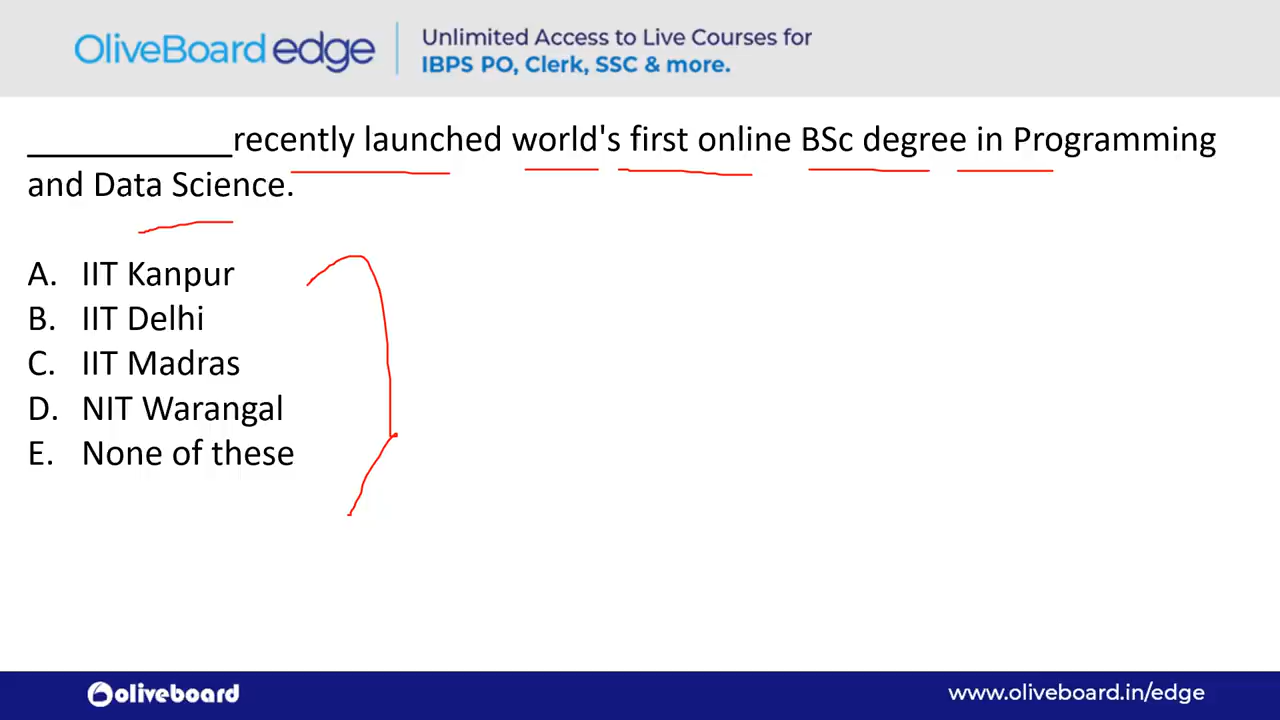 OliveBoard edge
Unlimited Access to Live Courses for
IBPS PO, Clerk, SSC & more.
____________recently launched world's first online BSc degree in Programming
and Data Science.
A. IIT Kanpur
B. IIT Delhi
C. IIT Madras
D. NIT Warangal
E. None of these
oliveboard
www.oliveboard.in/edge